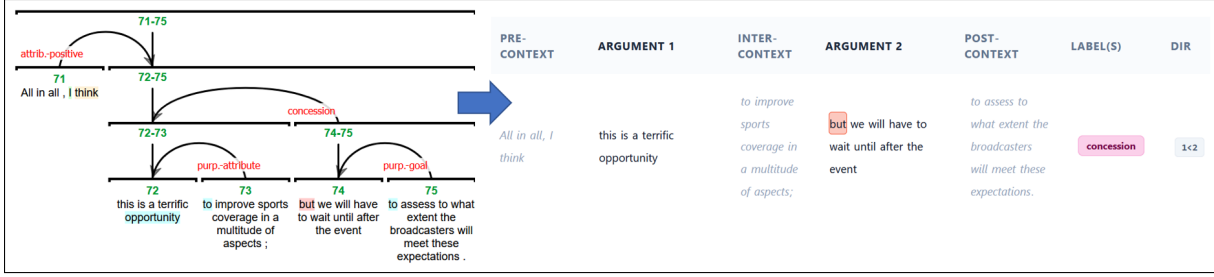 71-75
attrib.-positive
71
All in all , I think
72-75
concession
72-73
74-75
purp.-attribute
purp.-goal
72
this is a terrific
opportunity
73
to improve sports
coverage in a
multitude of
aspects ;
74
but we will have
to wait until after
the event
75
to assess to what
extent the
broadcasters will
meet these
expectations .
PRE-
CONTEXT
ARGUMENT 1
INTER-
CONTEXT
ARGUMENT 2
POST-
CONTEXT
LABEL(S)
DIR
All in all, I
think
this is a terrific
opportunity
to improve
sports
coverage in
a multitude
of aspects;
but we will have to
wait until after the
event
to assess to
what extent the
broadcasters
will meet these
expectations.
concession
1<2